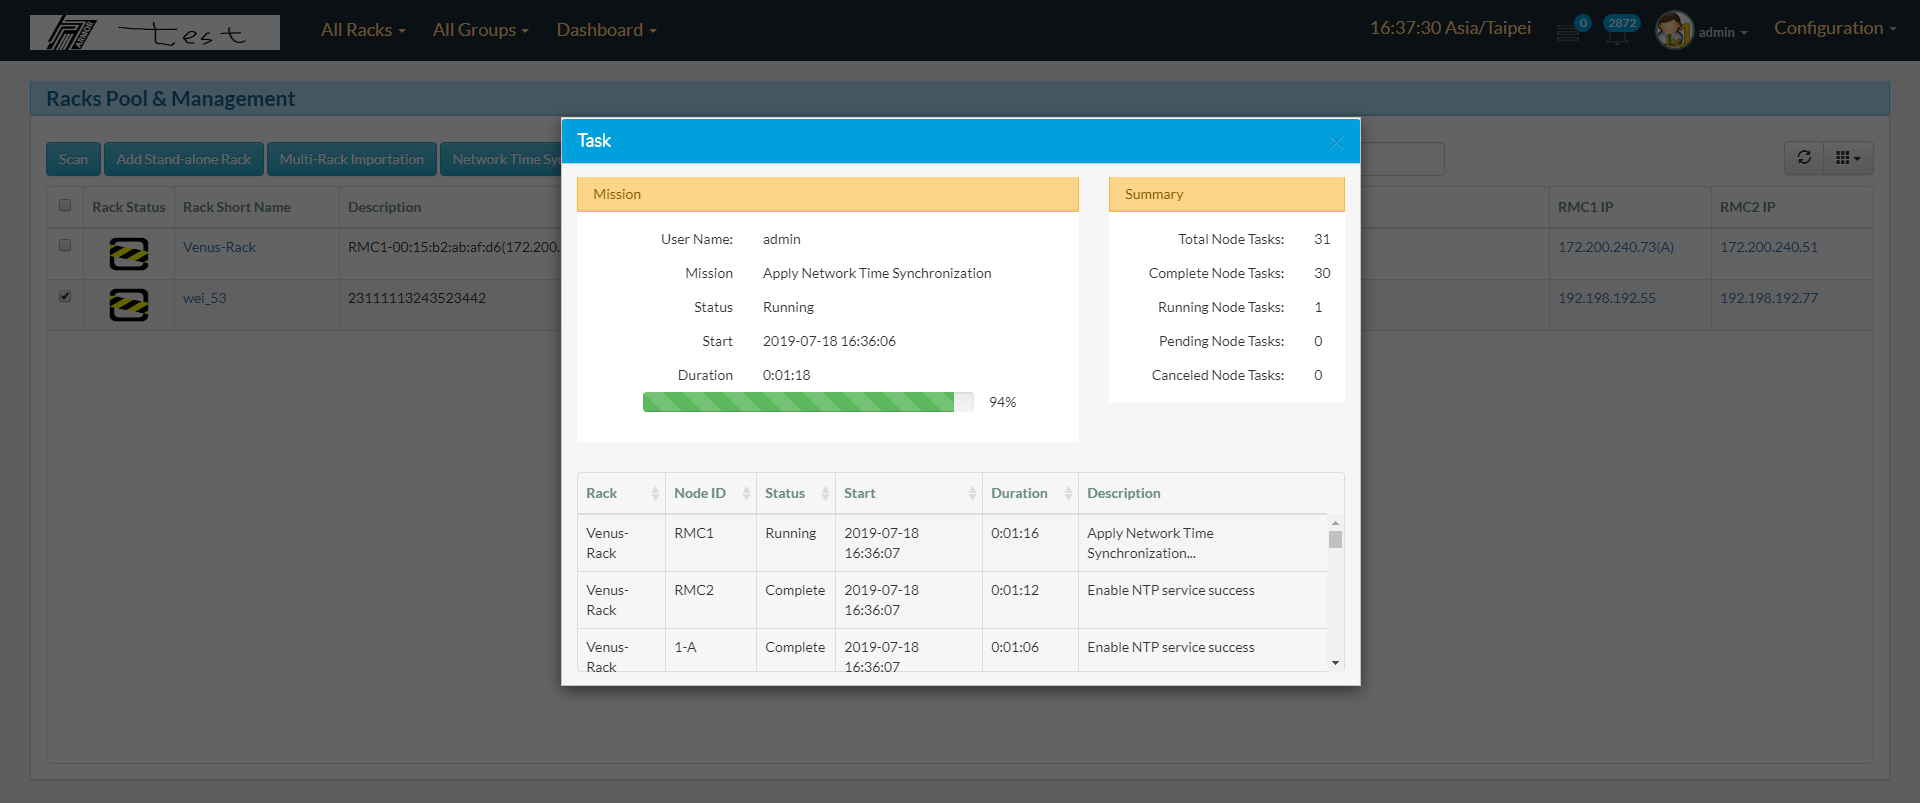 ARMOR test
All Racks
All Groups
Dashboard
16:37:30 Asia/Taipei
0
2872
admin
Configuration
Racks Pool & Management
Scan
Add Stand-alone Rack
Multi-Rack Importation
Network Time
Rack Status
Rack Short Name
Description
RMC1 IP
RMC2 IP
Venus-Rack
RMC1-00:15:b2:ab:af:d6(172.200.
172.200.240.73(A)
172.200.240.51
wei_53
23111113243523442
192.198.192.55
192.198.192.77
Task
Mission
User Name: admin
Mission Apply Network Time Synchronization
Status Running
Start 2019-07-18 16:36:06
Duration 0:01:18
94%
Summary
Total Node Tasks: 31
Complete Node Tasks: 30
Running Node Tasks: 1
Pending Node Tasks: 0
Canceled Node Tasks: 0
Rack Node ID Status Start Duration Description
Venus- RMC1 Running 2019-07-18 0:01:16 Apply Network Time
Rack 16:36:07 Synchronization...
Venus- RMC2 Complete 2019-07-18 0:01:12 Enable NTP service success
Rack 16:36:07
Venus- 1-A Complete 2019-07-18 0:01:06 Enable NTP service success
Rack 16:36:07